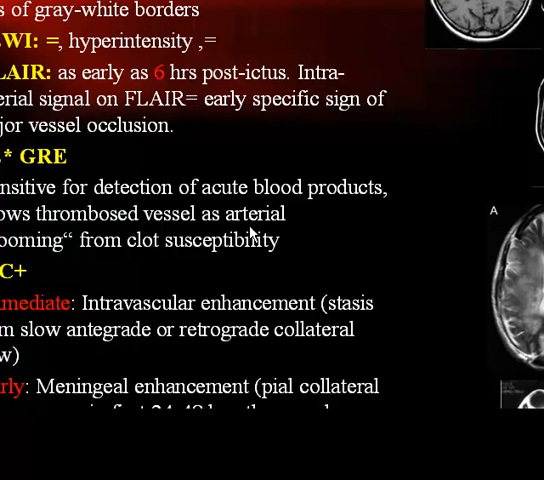 s of gray-white borders
WI: =, hyperintensity ,=
LAIR: as early as 6 hrs post-ictus. Intra-
erial signal on FLAIR= early specific sign of
jor vessel occlusion.
* GRE
nsitive for detection of acute blood products,
ows thrombosed vessel as arterial
ooming“ from clot susceptibility
C+
mediate: Intravascular enhancement (stasis
m slow antegrade or retrograde collateral
w)
rly: Meningeal enhancement (pial collateral
A